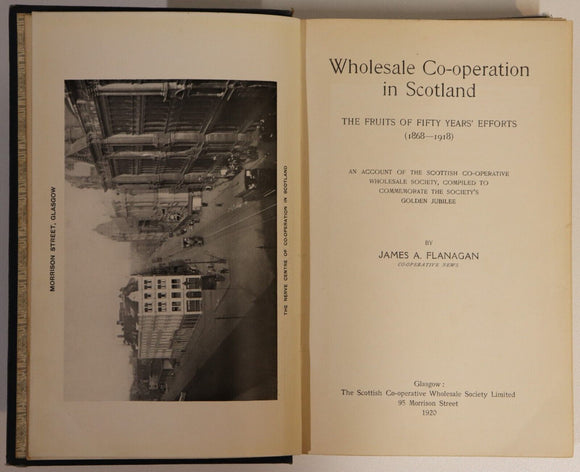 MORRISON STREET, GLASGOW
THE NERVE CENTRE OF CO-OPERATION IN SCOTLAND
Wholesale Co-operation
in Scotland
THE FRUITS OF FIFTY YEARS' EFFORTS
(1868—1918)
AN ACCOUNT OF THE SCOTTISH CO-OPERATIVE
WHOLESALE SOCIETY, COMPILED TO
COMMEMORATE THE SOCIETY'S
GOLDEN JUBILEE
BY
JAMES A. FLANAGAN
CO-OPERATIVE NEWS
Glasgow:
The Scottish Co-operative Wholesale Society Limited
95 Morrison Street
1920